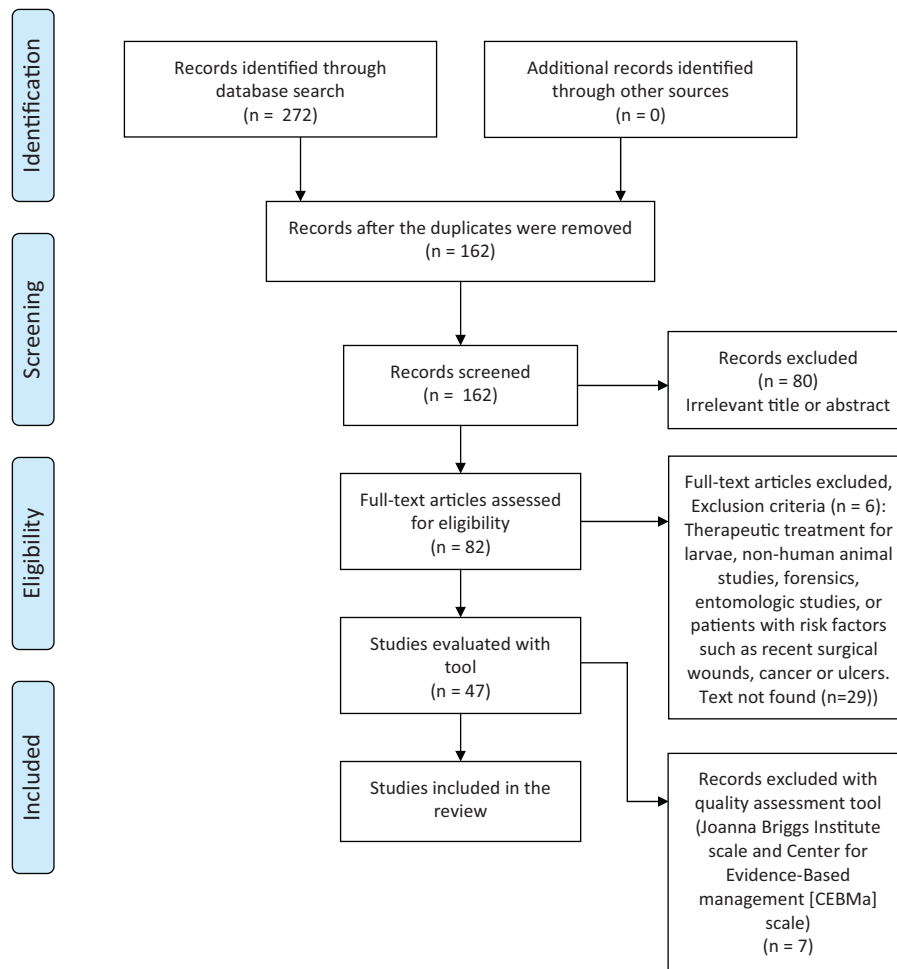 Identification
Records identified through
database search
(n = 272)
Additional records identified
through other sources
(n = 0)
Records after the duplicates were removed
(n = 162)
Screening
Records screened
(n = 162)
Records excluded
(n = 80)
Irrelevant title or abstract
Eligibility
Full-text articles assessed
for eligibility
(n = 82)
Full-text articles excluded,
Exclusion criteria (n = 6):
Therapeutic treatment for
larvae, non-human animal
studies, forensics,
entomologic studies, or
patients with risk factors
such as recent surgical
wounds, cancer or ulcers.
Text not found (n=29))
Studies evaluated with
tool
(n = 47)
Included
Studies included in the
review
Records excluded with
quality assessment tool
(Joanna Briggs Institute
scale and Center for
Evidence-Based
management [CEBMa]
scale)
(n = 7)